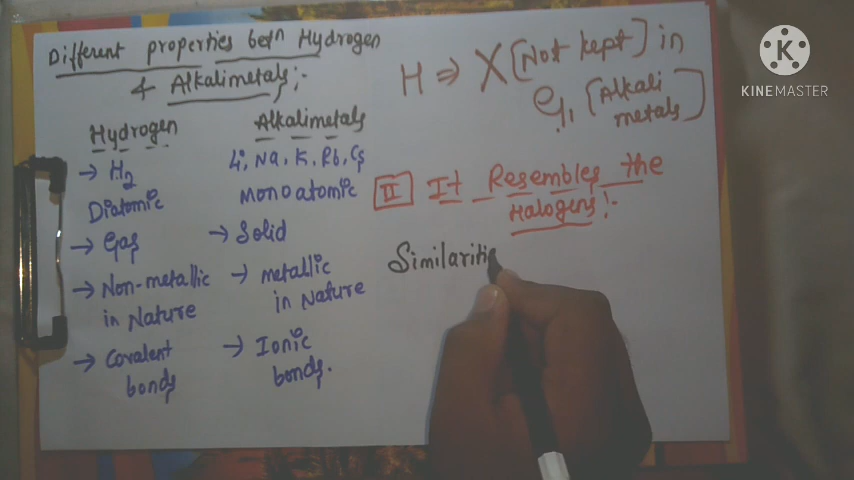 Different properties betn Hydrogen
& Alkalimetals :-
Hydrogen
→ H2
Diatomic
→ Gas
→ Non-metallic
in Nature
→ Covalent
bonds
Alkalimetals
Li, Na, K, Rb, Cs
Monoatomic
→ Solid
→ metallic
in Nature
→ Ionic
bonds.
H ⇒ X [Not kept] in
G1 [Alkali
metals]
II It Resembles the
Halogens :-
Similaritie
K
KINEMASTER